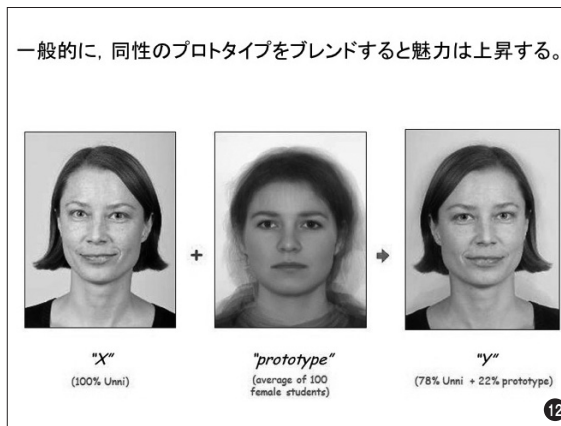 一般的に，同性のプロトタイプをブレンドすると魅力は上昇する。
+
"X"
(100% Unni)
"prototype"
(average of 100
female students)
"Y"
(78% Unni + 22% prototype)
12